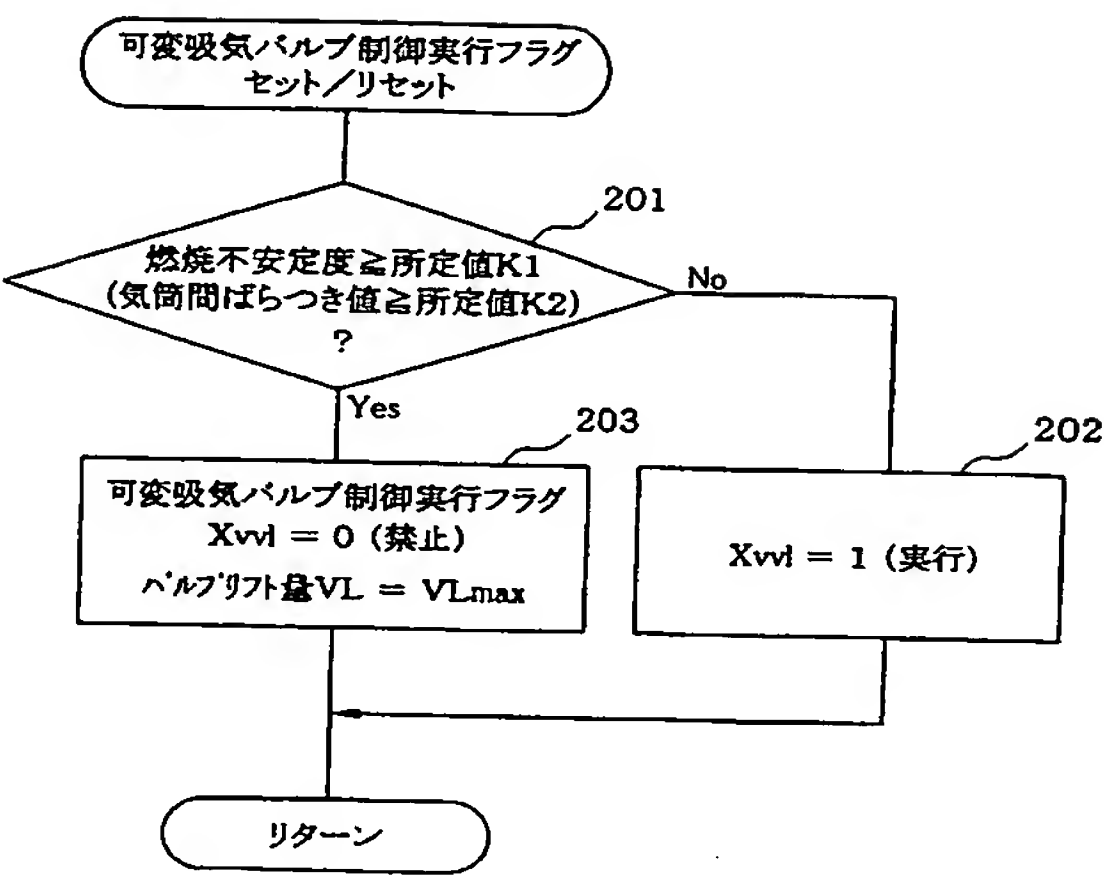 可変吸気バルブ制御実行フラグ
セット／リセット
201
燃焼不安定度≧所定値K1
(気筒間ばらつき値≧所定値K2)
?
No
Yes
203
202
可変吸気バルブ制御実行フラグ
Xvvl = 0 (禁止)
バルブリフト量VL = VLmax
Xvvl = 1 (実行)
リターン